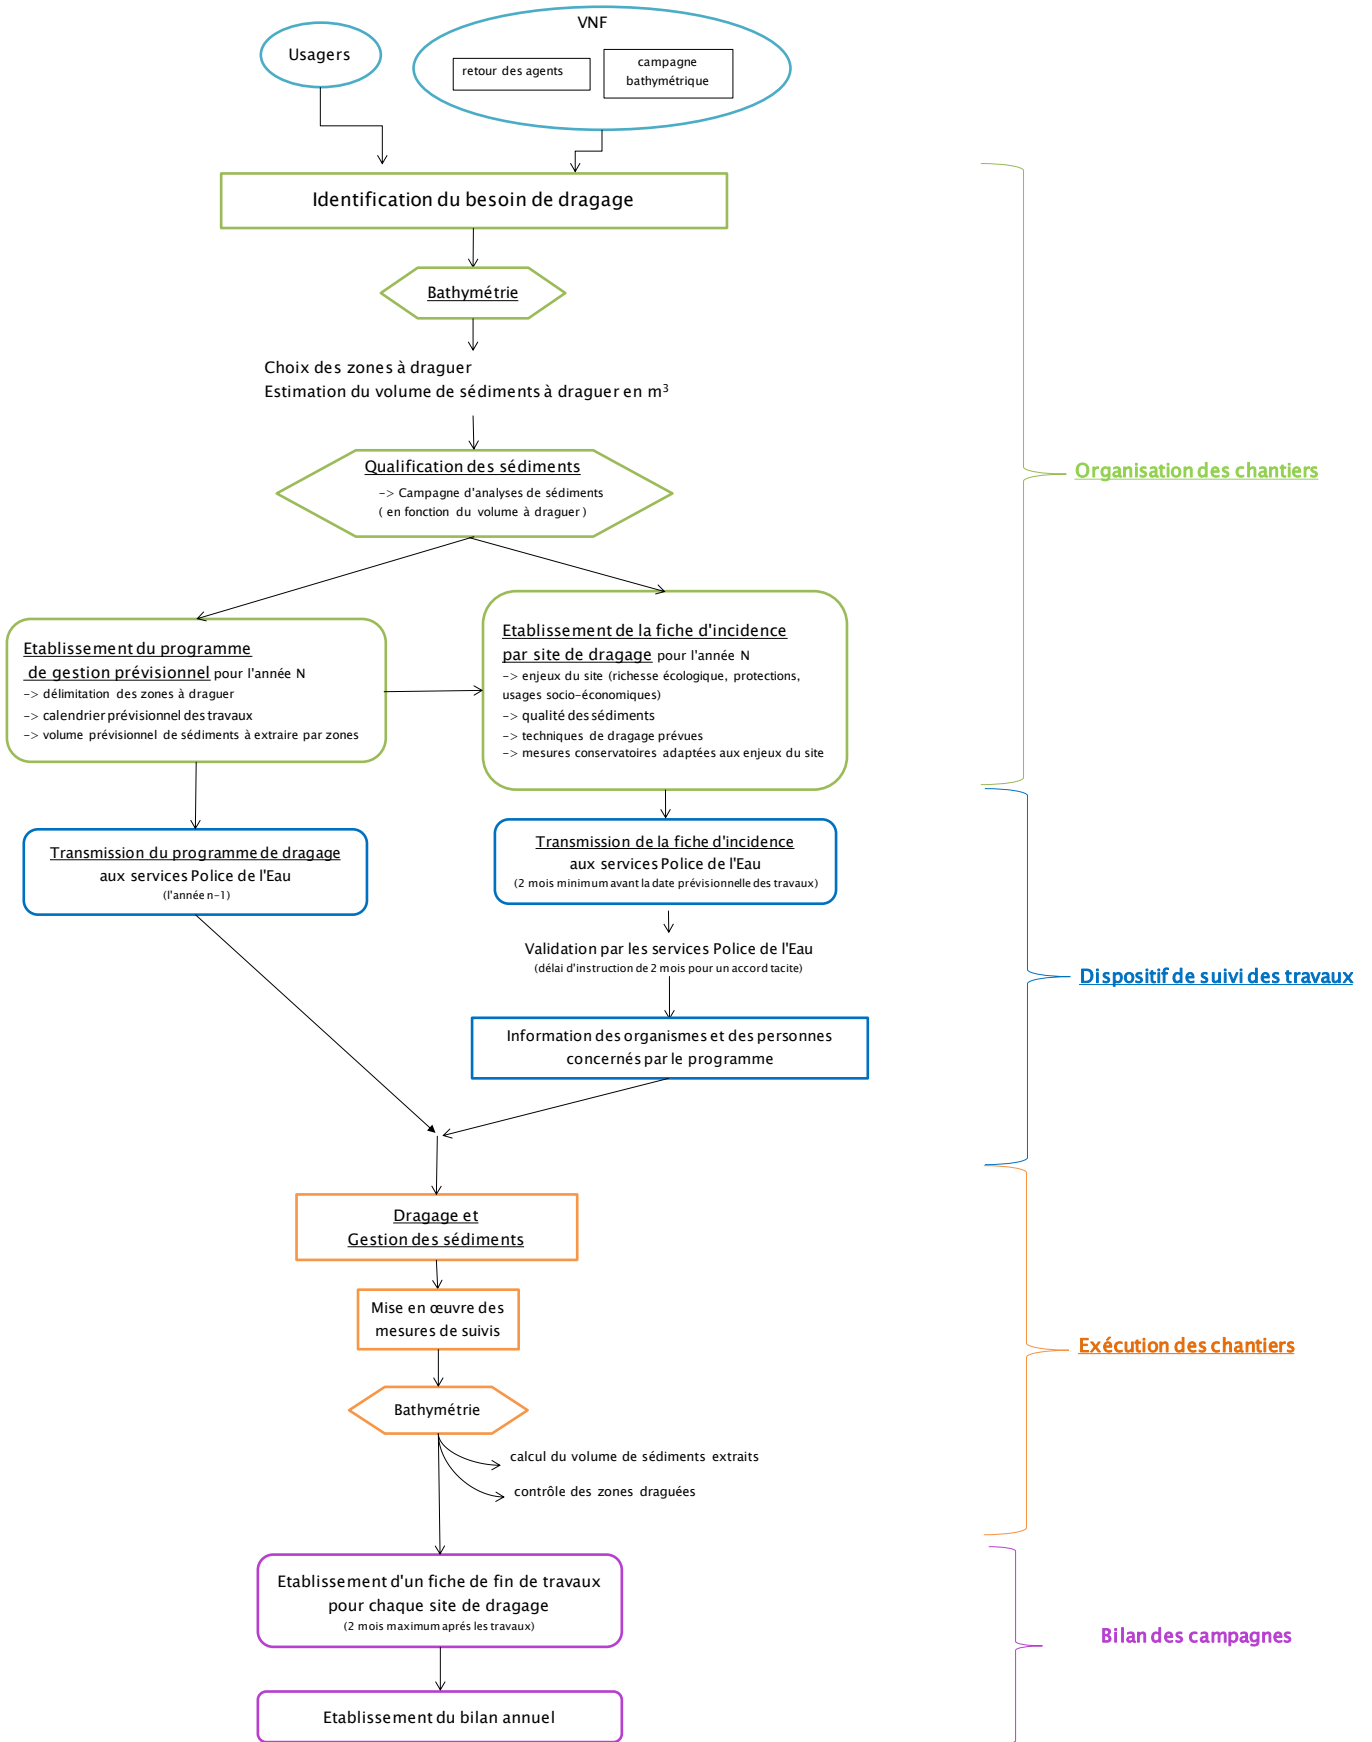 Usagers
VNF
retour des agents
campagne
bathymétrique
Identification du besoin de dragage
Bathymétrie
Choix des zones à draguer
Estimation du volume de sédiments à draguer en m³
Qualification des sédiments
-> Campagne d'analyses de sédiments
( en fonction du volume à draguer )
Organisation des chantiers
Etablissement du programme
de gestion prévisionnel pour l'année N
-> délimitation des zones à draguer
-> calendrier prévisionnel des travaux
-> volume prévisionnel de sédiments à extraire par zones
Etablissement de la fiche d'incidence
par site de dragage pour l'année N
-> enjeux du site (richesse écologique, protections,
usages socio-économiques)
-> qualité des sédiments
-> techniques de dragage prévues
-> mesures conservatoires adaptées aux enjeux du site
Transmission du programme de dragage
aux services Police de l'Eau
(l'année n-1)
Transmission de la fiche d'incidence
aux services Police de l'Eau
(2 mois minimum avant la date prévisionnelle des travaux)
Validation par les services Police de l'Eau
(délai d'instruction de 2 mois pour un accord tacite)
Dispositif de suivi des travaux
Information des organismes et des personnes
concernés par le programme
Dragage et
Gestion des sédiments
Mise en œuvre des
mesures de suivis
Exécution des chantiers
Bathymétrie
calcul du volume de sédiments extraits
contrôle des zones draguées
Etablissement d'un fiche de fin de travaux
pour chaque site de dragage
(2 mois maximum aprés les travaux)
Bilan des campagnes
Etablissement du bilan annuel